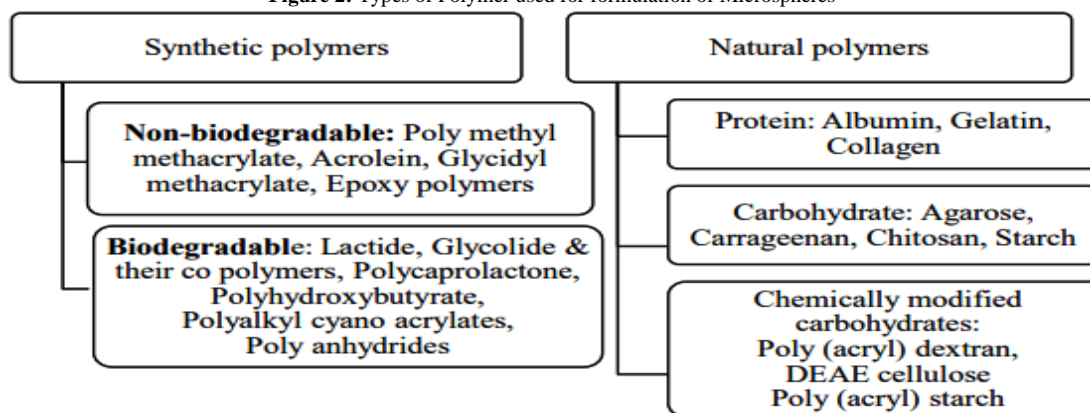 Figure 2: Types of Polymer used for formulation of Microspheres
Synthetic polymers
Non-biodegradable: Poly methyl
methacrylate, Acrolein, Glycidyl
methacrylate, Epoxy polymers
Biodegradable: Lactide, Glycolide &
their co polymers, Polycaprolactone,
Polyhydroxybutyrate,
Polyalkyl cyano acrylates,
Poly anhydrides
Natural polymers
Protein: Albumin, Gelatin,
Collagen
Carbohydrate: Agarose,
Carrageenan, Chitosan, Starch
Chemically modified
carbohydrates:
Poly (acryl) dextran,
DEAE cellulose
Poly (acryl) starch